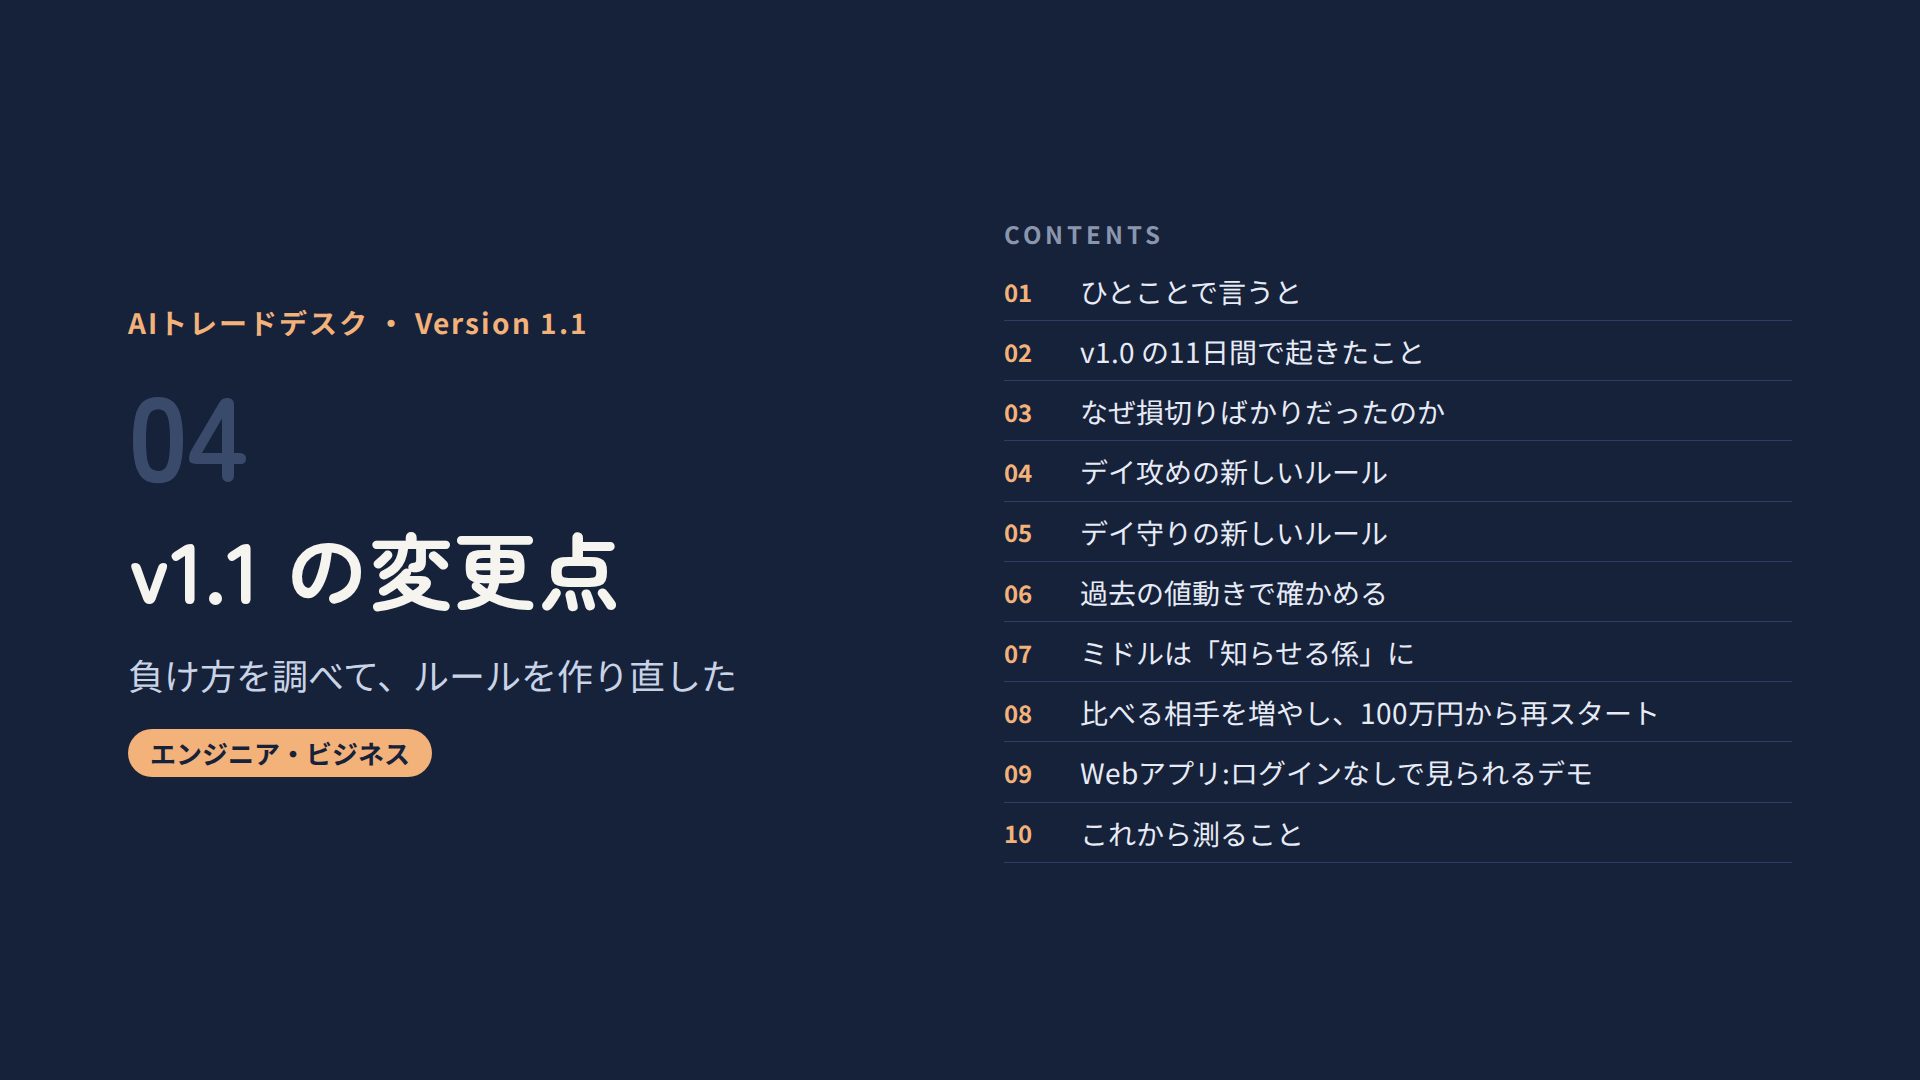 AIトレードデスク ・ Version 1.1
04
v1.1 の変更点
負け方を調べて、ルールを作り直した
エンジニア・ビジネス
CONTENTS
01 ひとことで言うと
02 v1.0 の11日間で起きたこと
03 なぜ損切りばかりだったのか
04 デイ攻めの新しいルール
05 デイ守りの新しいルール
06 過去の値動きで確かめる
07 ミドルは「知らせる係」に
08 比べる相手を増やし、100万円から再スタート
09 Webアプリ:ログインなしで見られるデモ
10 これから測ること